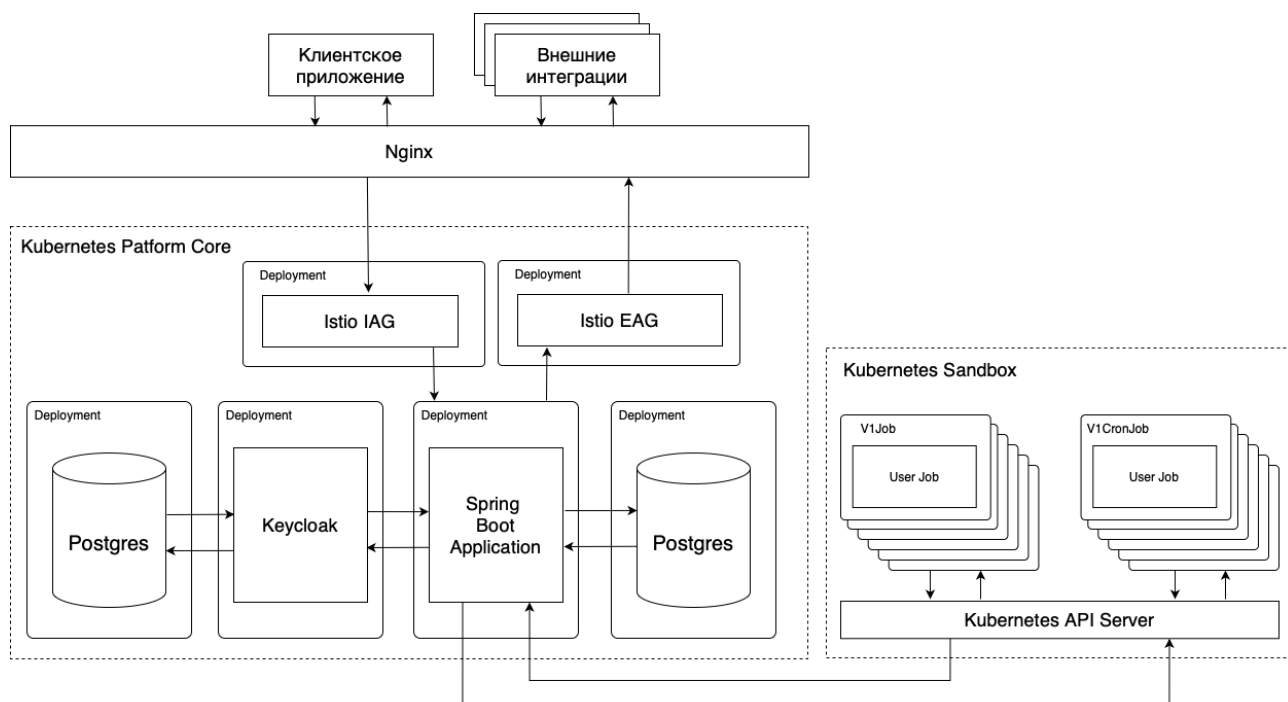 Клиентское
приложение
Внешние
интеграции
Nginx
Kubernetes Patform Core
Deployment
Istio IAG
Deployment
Istio EAG
Deployment
Postgres
Deployment
Keycloak
Deployment
Spring
Boot
Application
Deployment
Postgres
Kubernetes Sandbox
V1Job
User Job
V1CronJob
User Job
Kubernetes API Server